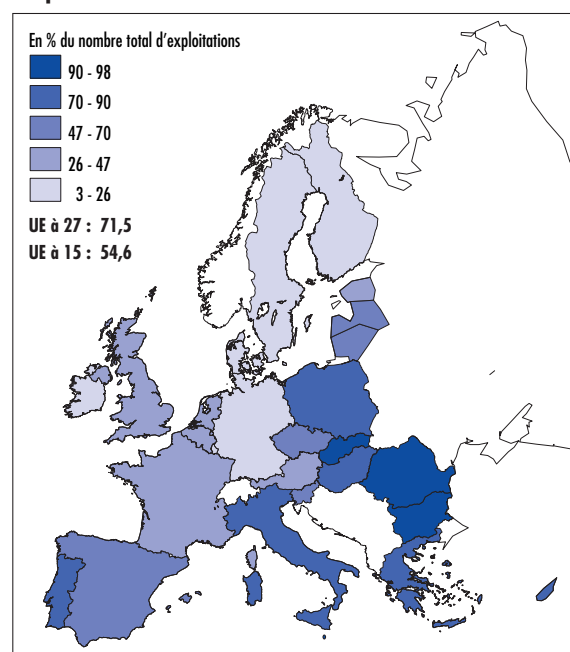 En % du nombre total d'exploitations
90 - 98
70 - 90
47 - 70
26 - 47
3 - 26
UE à 27 : 71,5
UE à 15 : 54,6